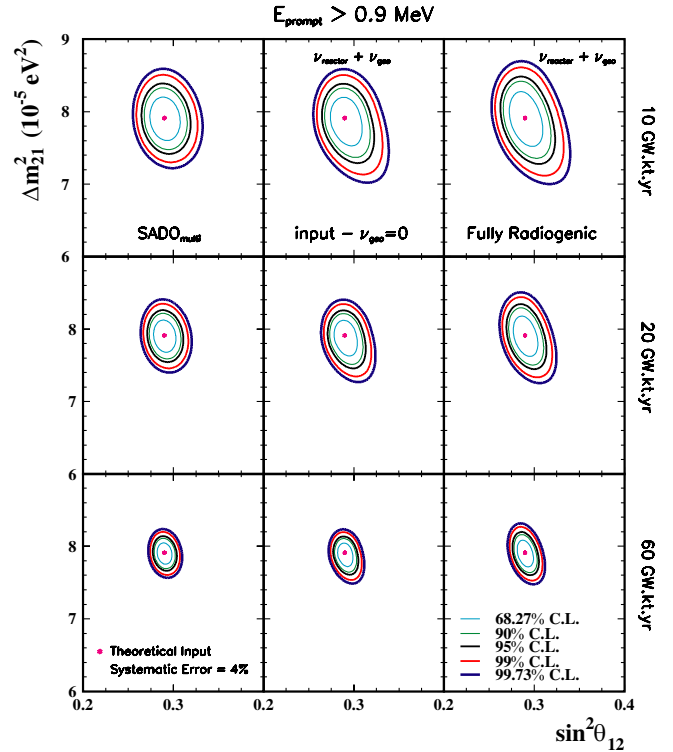 E_prompt > 0.9 MeV
Δm²₂₁ (10⁻⁵ eV²)
9
8
7
6
ν_reactor + ν_geo
ν_reactor + ν_geo
10 GW.kt.yr
SADO_multi
input – ν_geo=0
Fully Radiogenic
8
7
6
20 GW.kt.yr
8
7
6
60 GW.kt.yr
Theoretical Input
Systematic Error = 4%
68.27% C.L.
90% C.L.
95% C.L.
99% C.L.
99.73% C.L.
0.2
0.3
0.2
0.3
0.2
0.3
0.4
sin²θ₁₂